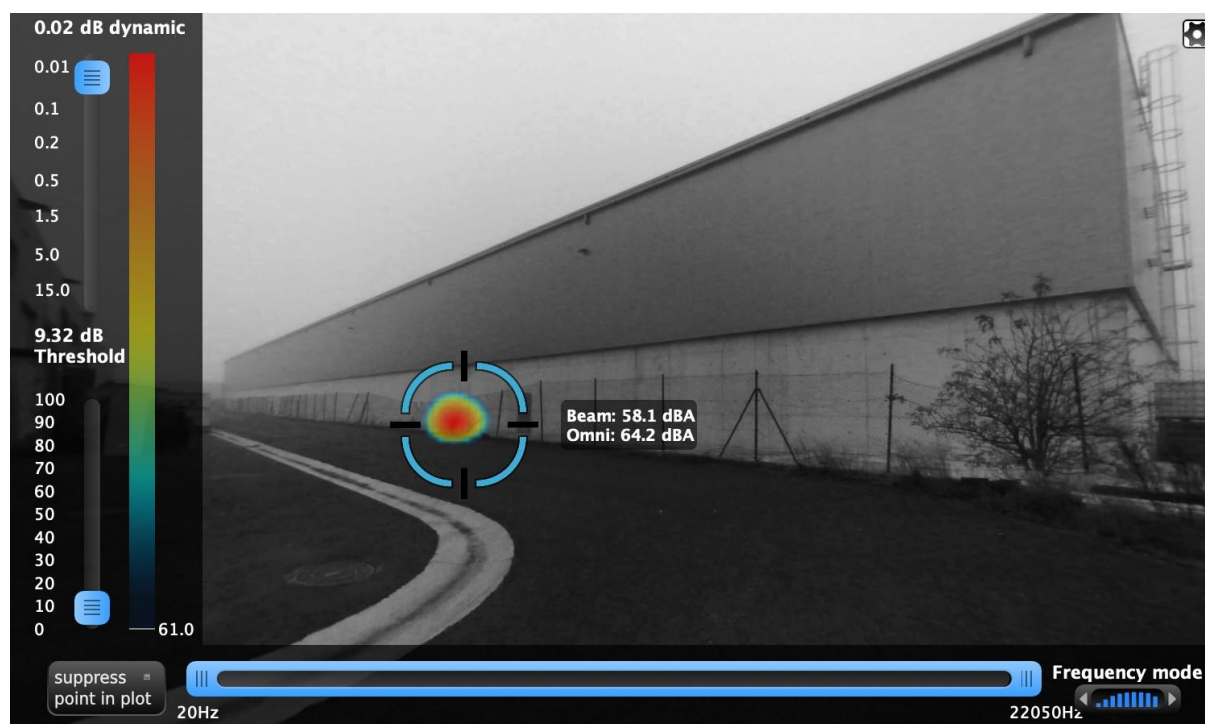 0.02 dB dynamic
0.01
0.1
0.2
0.5
1.5
5.0
15.0
9.32 dB
Threshold
100
90
80
70
60
50
40
30
20
10
0
61.0
Beam: 58.1 dBA
Omni: 64.2 dBA
suppress
point in plot
20Hz
22050Hz
Frequency mode